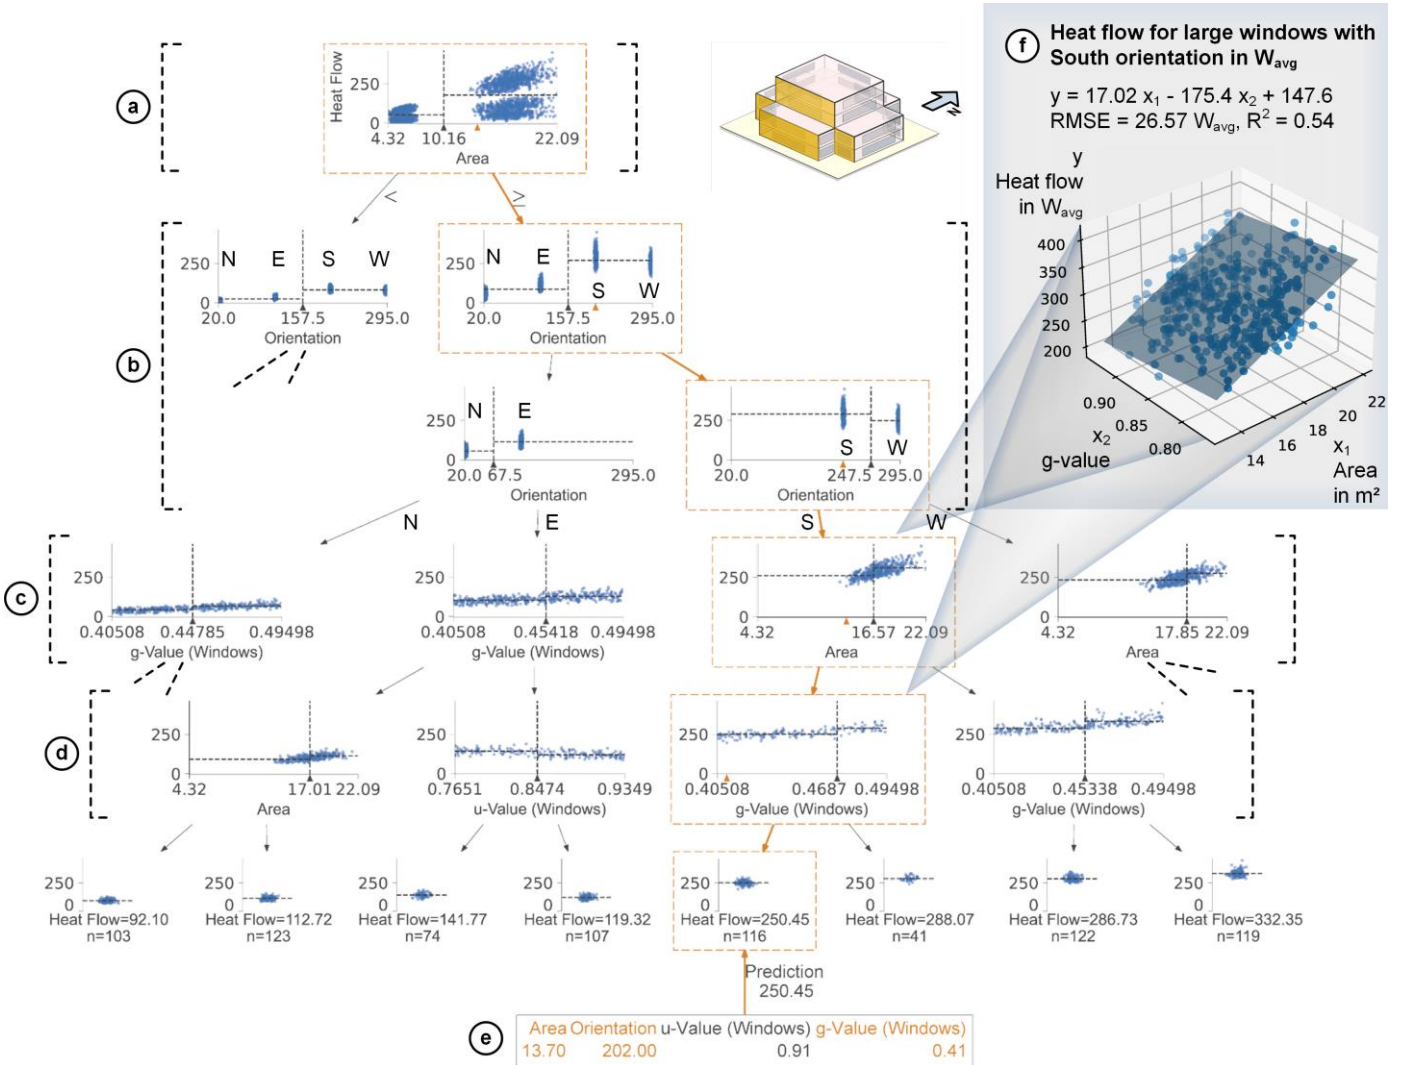 f Heat flow for large windows with
South orientation in Wavg
y = 17.02 x1 - 175.4 x2 + 147.6
RMSE = 26.57 Wavg, R² = 0.54
y
Heat flow
in Wavg
400
350
300
250
200
0.90
0.85
0.80
x2
g-value
14
16
18
20
22
x1
Area
in m²
a
Heat Flow
250
0
4.32 10.16 22.09
Area
N
< ≥
b
250
0
N E S W
20.0 157.5 295.0
Orientation
250
0
N E S W
20.0 157.5 295.0
Orientation
250
0
N E
20.0 67.5 295.0
Orientation
250
0
S W
20.0 247.5 295.0
Orientation
N E S W
c
250
0
0.40508 0.44785 0.49498
g-Value (Windows)
250
0
0.40508 0.45418 0.49498
g-Value (Windows)
250
0
4.32 16.57 22.09
Area
250
0
4.32 17.85 22.09
Area
d
250
0
4.32 17.01 22.09
Area
250
0
0.7651 0.8474 0.9349
u-Value (Windows)
250
0
0.40508 0.4687 0.49498
g-Value (Windows)
250
0
0.40508 0.45338 0.49498
g-Value (Windows)
250
0
Heat Flow=92.10
n=103
250
0
Heat Flow=112.72
n=123
250
0
Heat Flow=141.77
n=74
250
0
Heat Flow=119.32
n=107
250
0
Heat Flow=250.45
n=116
250
0
Heat Flow=288.07
n=41
250
0
Heat Flow=286.73
n=122
250
0
Heat Flow=332.35
n=119
Prediction
250.45
e
Area Orientation u-Value (Windows) g-Value (Windows)
13.70 202.00 0.91 0.41